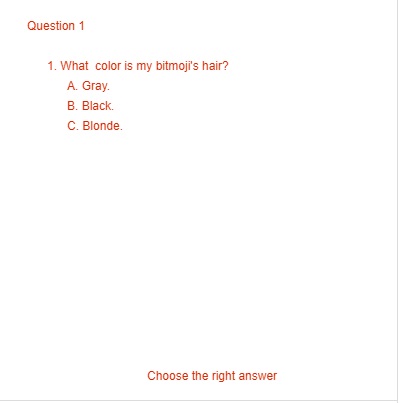 Question 1
1. What  color is my bitmoji's hair?
A. Gray.
B. Black.
C. Blonde.
Choose the right answer